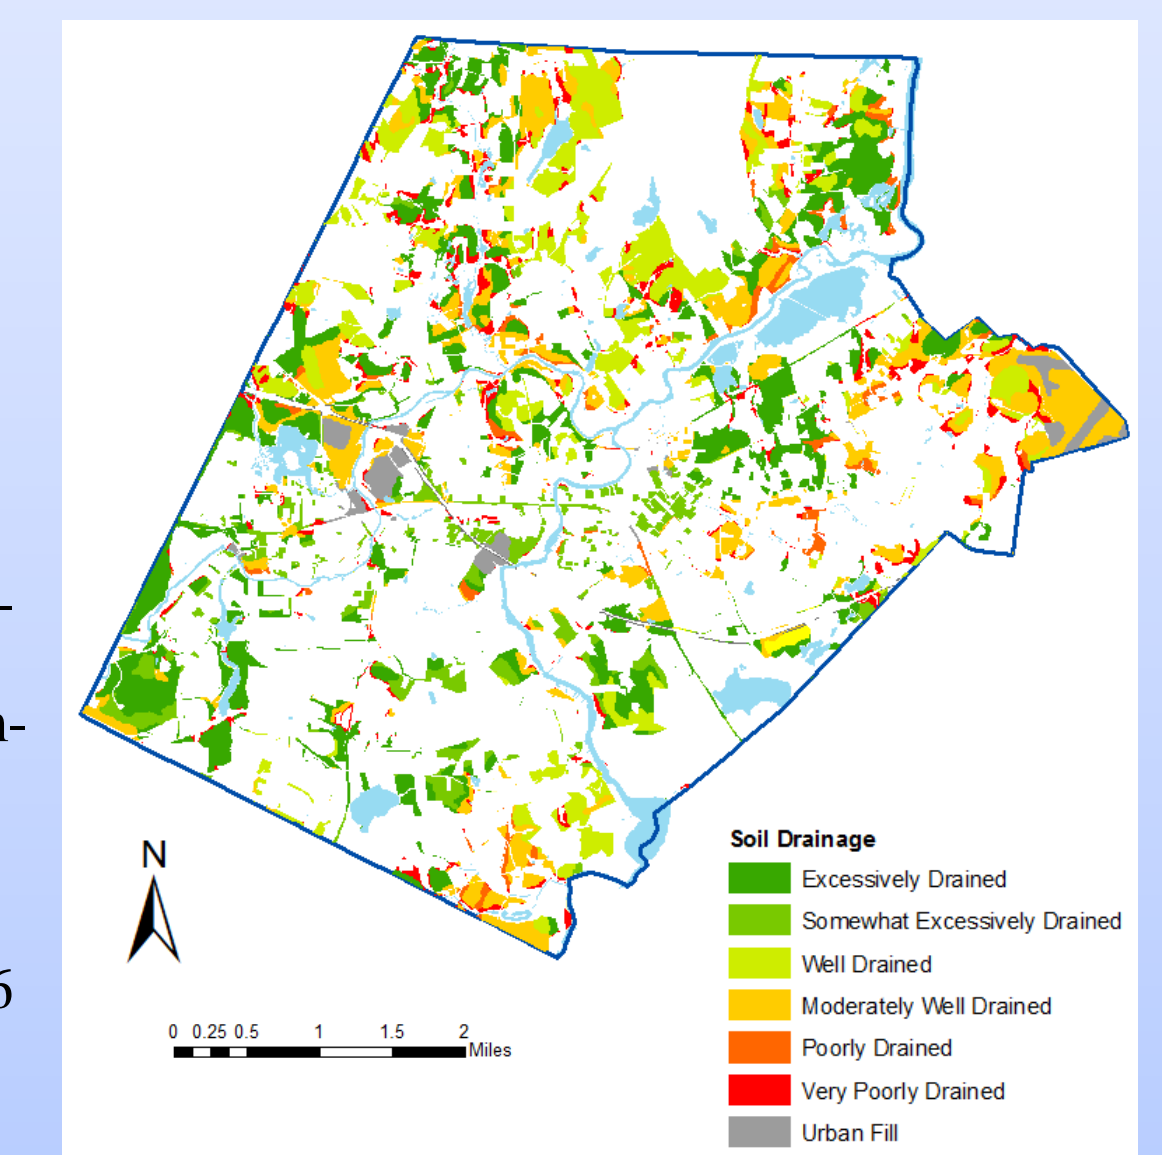 -
n-
6
N
0 0.25 0.5 1 1.5 2
Miles
Soil Drainage
Excessively Drained
Somewhat Excessively Drained
Well Drained
Moderately Well Drained
Poorly Drained
Very Poorly Drained
Urban Fill